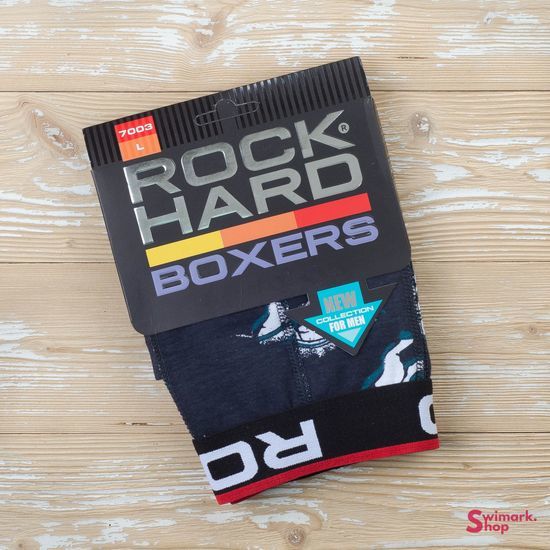 7003
L
ROCK
HARD®
BOXERS
NEW
COLLECTION
FOR MEN
RO
Swimark.
Shop